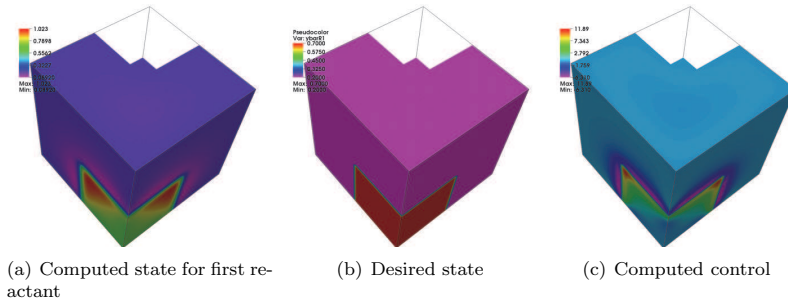 1.023
0.7898
0.5562
Pseudocolor
Var: ybarR1
0.7000
0.5750
0.4500
0.3250
11.89
7.343
2.792
(a) Computed state for first re-
actant
(b) Desired state
(c) Computed control